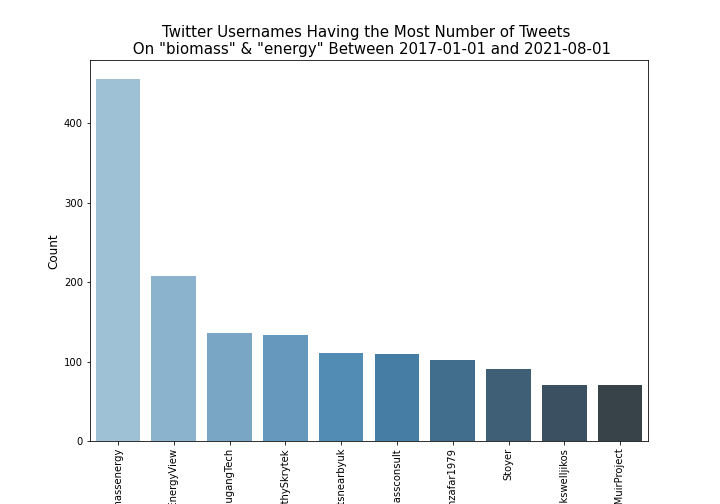 Twitter Usernames Having the Most Number of Tweets
On "biomass" & "energy" Between 2017-01-01 and 2021-08-01
Count
400
300
200
100
0
nassenergy
EnergyView
ugangTech
thySkrytek
tsnearbyuk
assconsult
nzafar1979
Stoyer
kswelljikos
MuirProject